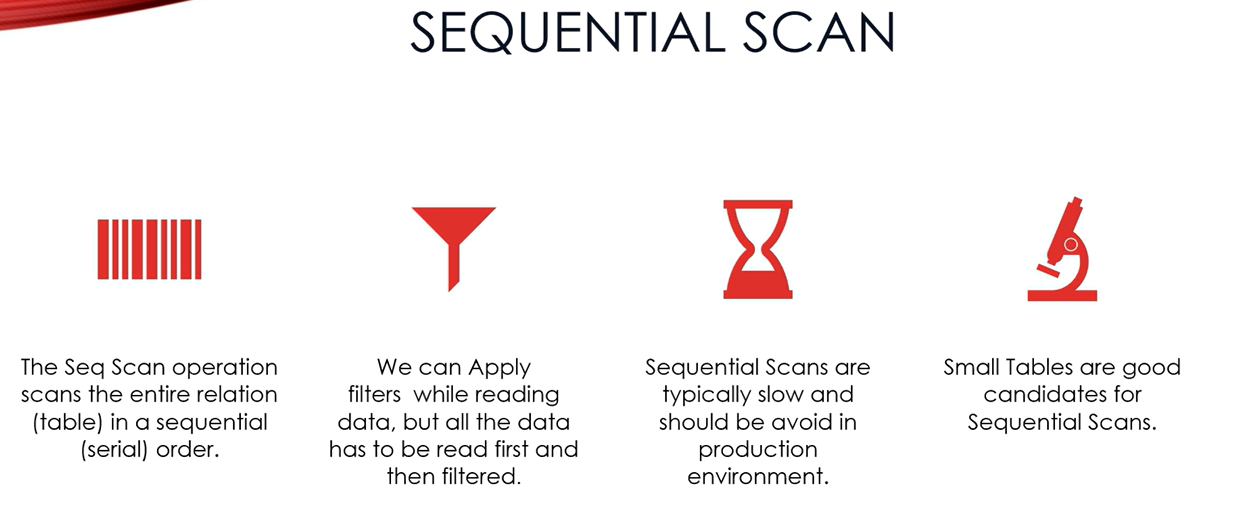 SEQUENTIAL SCAN
The Seq Scan operation
scans the entire relation
(table) in a sequential
(serial) order.
We can Apply
filters  while reading
data, but all the data
has to be read first and
then filtered.
Sequential Scans are
typically slow and
should be avoid in
production
environment.
Small Tables are good
candidates for
Sequential Scans.